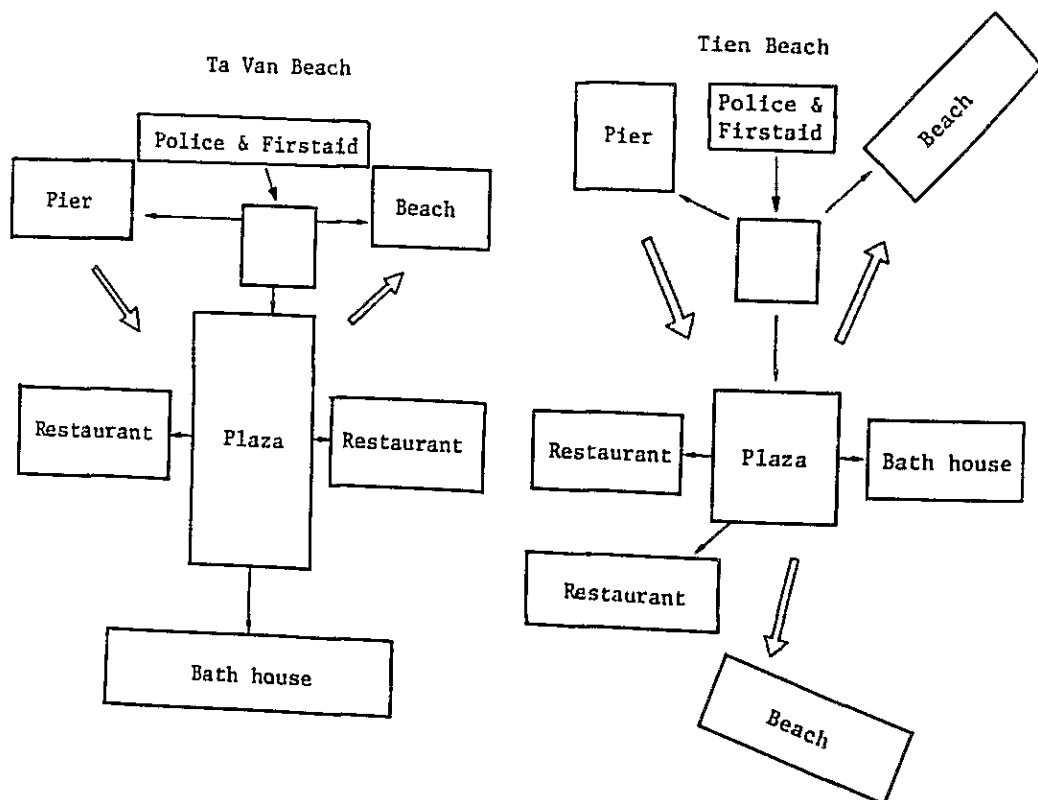 Ta Van Beach
Police & Firstaid
Pier
Beach
Restaurant
Plaza
Restaurant
Bath house
Tien Beach
Pier
Police &
Firstaid
Beach
Restaurant
Plaza
Bath house
Restaurant
Beach